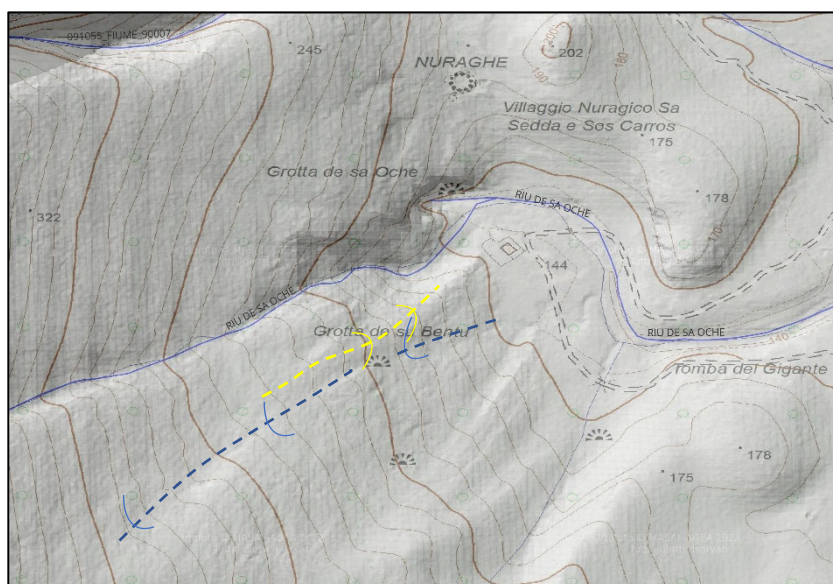 091055_FIUME_90007
245
202
200
190
180
NURAGHE
Villaggio Nuragico Sa
Sedda e Sos Carros
175
Grotta de sa Oche
178
170
RIU DE SA OCHE
322
144
RIU DE SA OCHE
Grotta de su Bentu
RIU DE SA OCHE
140
Tomba del Gigante
178
175